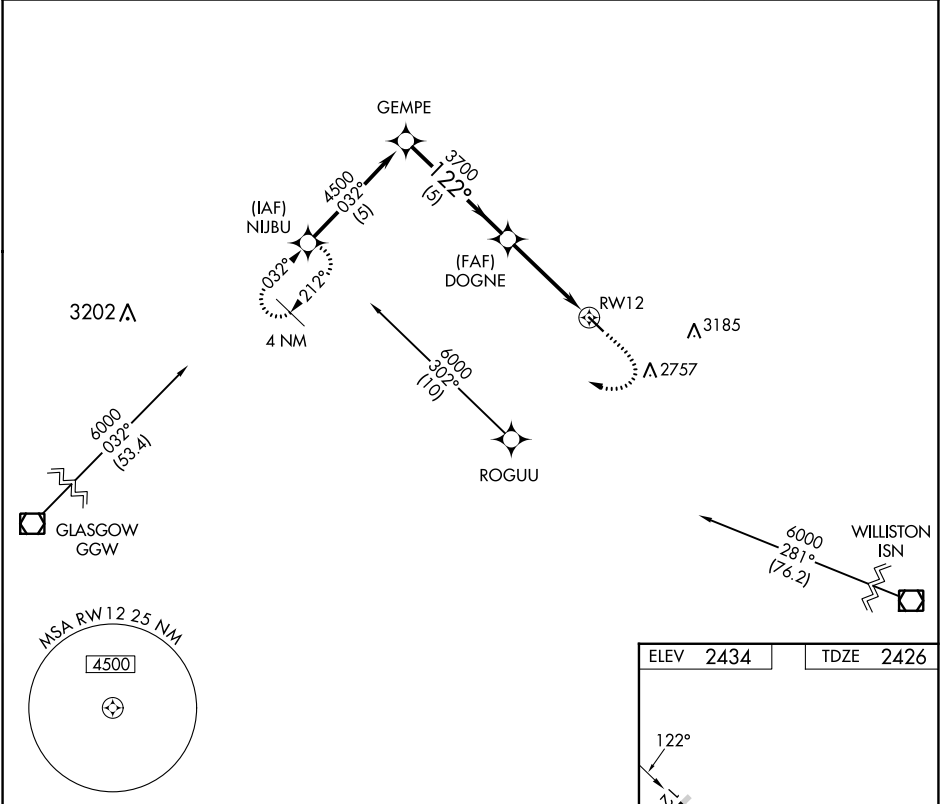 GEMPE
3700
122°
(5)
4500
032°
(5)
(IAF)
NIJBU
032°
212°
4 NM
(FAF)
DOGNE
RW12
3202
3185
2757
6000
302°
(10)
ROGUU
6000
032°
(53.4)
GLASGOW
GGW
6000
281°
(76.2)
WILLISTON
ISN
MSA RW12 25 NM
4500
ELEV 2434
TDZE 2426
122°
12